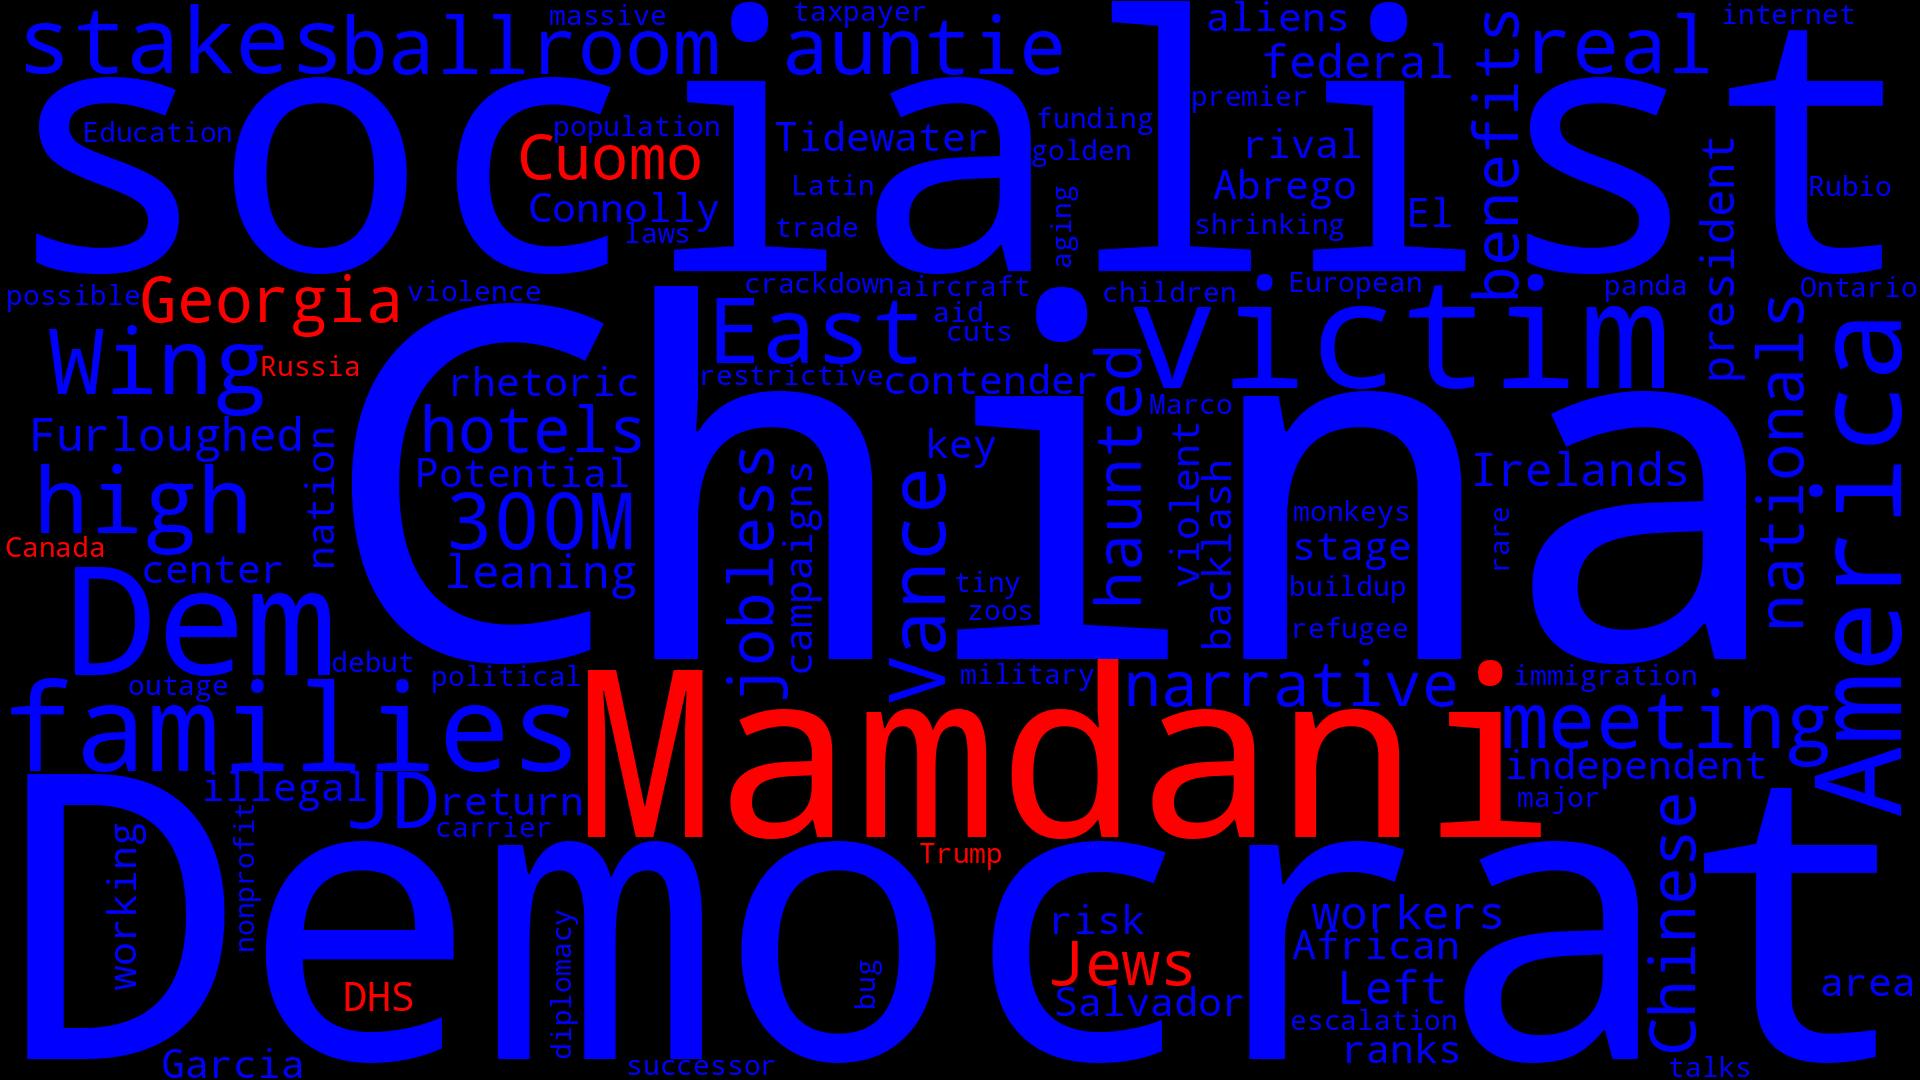 massive
taxpayer
aliens
internet
stakes
ballroom
auntie
federal
benefits
real
socialist
Education
population
Cuomo
Tidewater
funding
golden
premier
rival
Connolly
Latin
laws
trade
aging
Abrego
shrinking
El
president
Rubio
possible
Georgia
violence
crackdown
aircraft
children
European
panda
Ontario
Wing
Russia
East
aid
cuts
victim
nationals
America
rhetoric
restrictive
contender
haunted
Marco
China
Furloughed
hotels
key
Irelands
high
nation
Potential
300M
leaning
jobless
campaigns
Vance
violent
backlash
monkeys
stage
buildup
refugee
rare
Canada
center
tiny
zoos
Dem
debut
political
military
narrative
immigration
outage
families
Mamdani
meeting
independent
illegal
JD
return
carrier
major
Trump
Democrat
working
nonprofit
DHS
diplomacy
bug
risk
Jews
Salvador
workers
African
Left
escalation
ranks
Chinese
area
Garcia
successor
talks